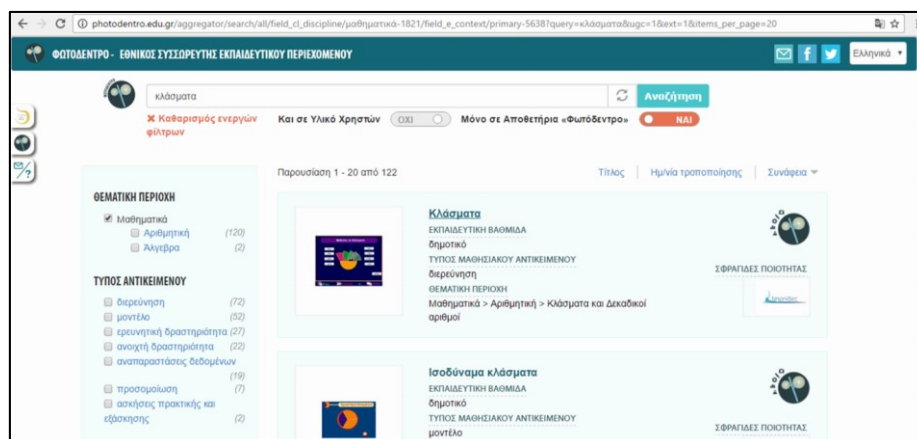 photodentro.edu.gr/aggregator/search/all/field_cl_discipline/μαθηματικά-1821/field_e_context/primary-5638?query=κλάσματα&ugc=1&ext=1&items_per_page=20
ΦΩΤΟΔΕΝΤΡΟ - ΕΘΝΙΚΟΣ ΣΥΣΣΩΡΕΥΤΗΣ ΕΚΠΑΙΔΕΥΤΙΚΟΥ ΠΕΡΙΕΧΟΜΕΝΟΥ
Ελληνικά
κλάσματα
Αναζήτηση
✖ Καθαρισμός ενεργών
φίλτρων
Και σε Υλικό Χρηστών ΟΧΙ Μόνο σε Αποθετήρια «Φωτόδεντρο» ΝΑΙ
Παρουσίαση 1 - 20 από 122
Τίτλος | Ημ/νία τροποποίησης | Συνάφεια
ΘΕΜΑΤΙΚΗ ΠΕΡΙΟΧΗ
Μαθηματικά
Αριθμητική (120)
Άλγεβρα (2)
ΤΥΠΟΣ ΑΝΤΙΚΕΙΜΕΝΟΥ
διερεύνηση (72)
μοντέλο (52)
ερευνητική δραστηριότητα (27)
ανοιχτή δραστηριότητα (22)
αναπαραστάσεις δεδομένων
(19)
προσομοίωση (7)
ασκήσεις πρακτικής και
εξάσκησης (2)
Κλάσματα
ΕΚΠΑΙΔΕΥΤΙΚΗ ΒΑΘΜΙΔΑ
δημοτικό
ΤΥΠΟΣ ΜΑΘΗΣΙΑΚΟΥ ΑΝΤΙΚΕΙΜΕΝΟΥ
διερεύνηση
ΘΕΜΑΤΙΚΗ ΠΕΡΙΟΧΗ
Μαθηματικά > Αριθμητική > Κλάσματα και Δεκαδικοί
αριθμοί
ΣΦΡΑΓΙΔΕΣ ΠΟΙΟΤΗΤΑΣ
Ισοδύναμα κλάσματα
ΕΚΠΑΙΔΕΥΤΙΚΗ ΒΑΘΜΙΔΑ
δημοτικό
ΤΥΠΟΣ ΜΑΘΗΣΙΑΚΟΥ ΑΝΤΙΚΕΙΜΕΝΟΥ
μοντέλο
ΣΦΡΑΓΙΔΕΣ ΠΟΙΟΤΗΤΑΣ